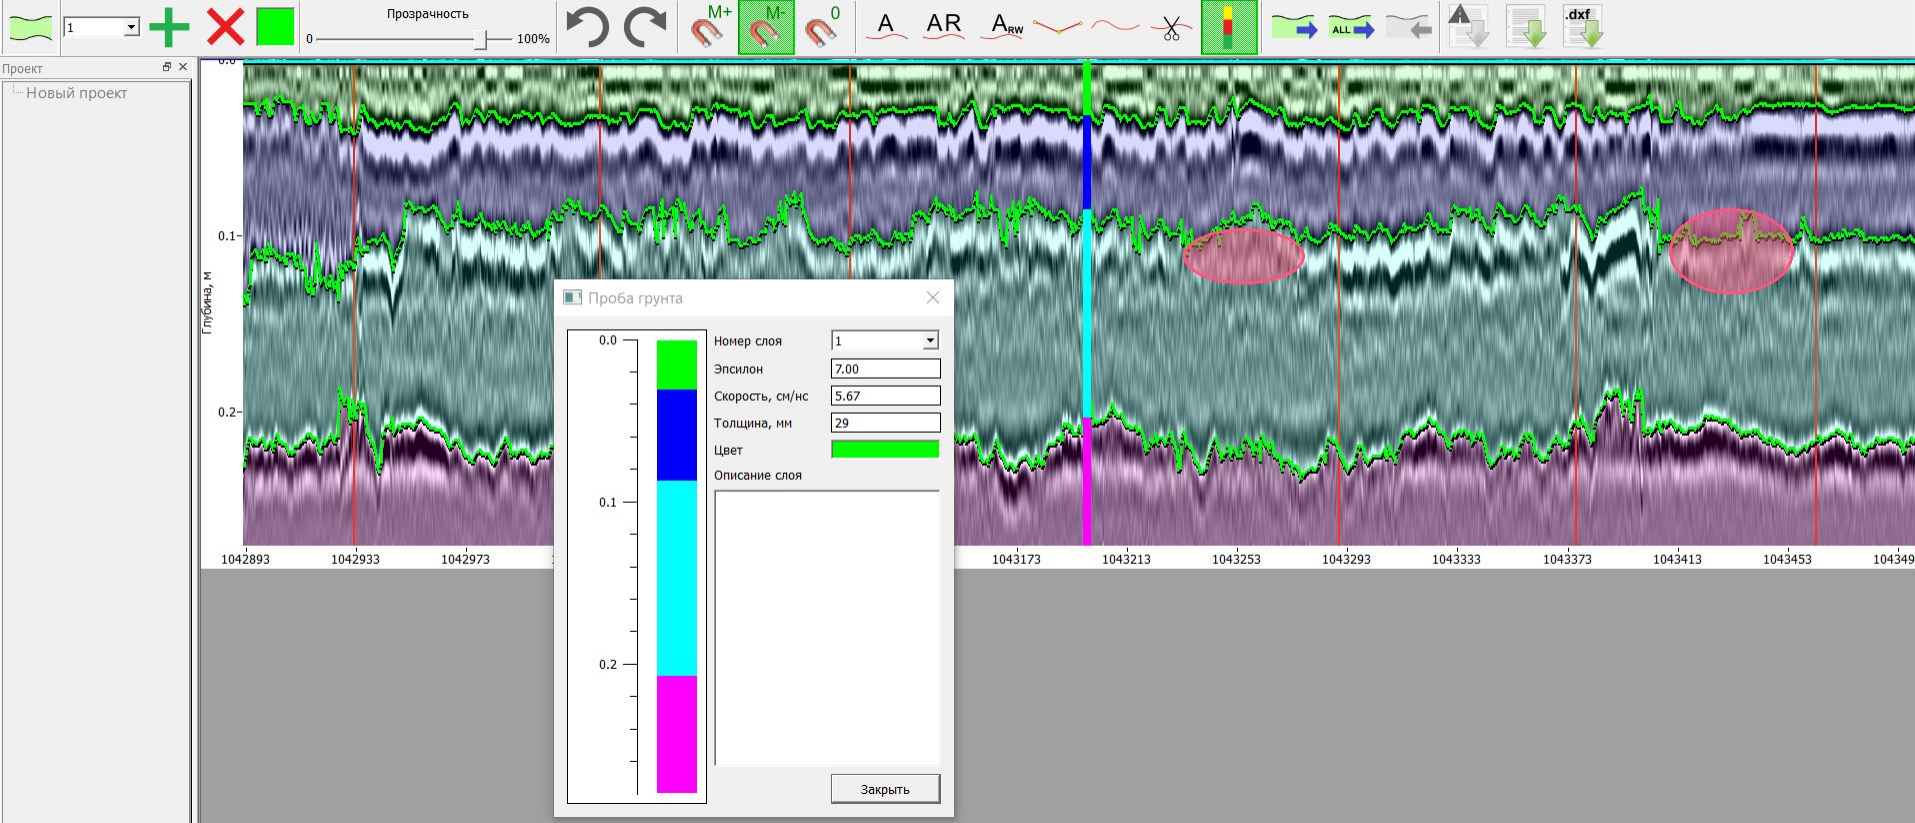 1
Прозрачность
0
100%
M+
M-
0
A
AR
ARW
ALL
.dxf
Проект
Новый проект
0.0
0.1
0.2
Глубина, м
1042893
1042933
1042973
1043173
1043213
1043253
1043293
1043333
1043373
1043413
1043453
104349
Проба грунта
0.0
0.1
0.2
Номер слоя
1
Эпсилон
7.00
Скорость, см/нс
5.67
Толщина, мм
29
Цвет
Описание слоя
Закрыть